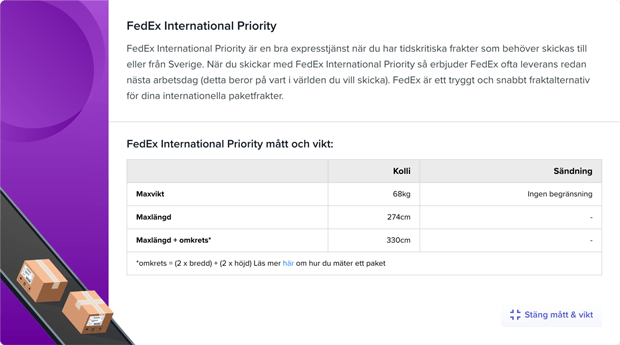 FedEx International Priority
FedEx International Priority är en bra expresstjänst när du har tidskritiska frakter som behöver skickas till
eller från Sverige. När du skickar med FedEx International Priority så erbjuder FedEx ofta leverans redan
nästa arbetsdag (detta beror på vart i världen du vill skicka). FedEx är ett tryggt och snabbt fraktalternativ
för dina internationella paketfrakter.
FedEx International Priority mått och vikt:
Kolli Sändning
Maxvikt 68kg Ingen begränsning
Maxlängd 274cm -
Maxlängd + omkrets* 330cm -
*omkrets = (2 x bredd) + (2 x höjd) Läs mer här om hur du mäter ett paket
Stäng mått & vikt